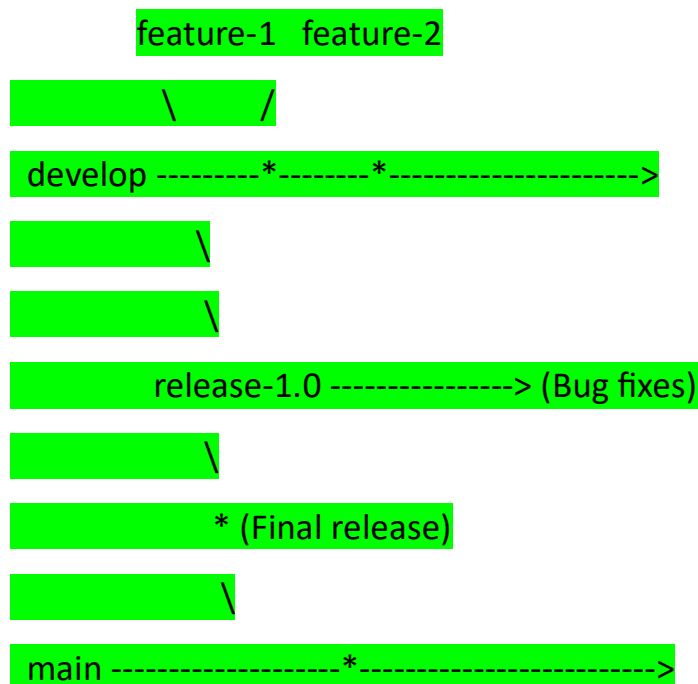 feature-1   feature-2
\        /
develop ---------*--------*---------------------->
\
\
release-1.0 ----------------> (Bug fixes)
\
* (Final release)
\
main --------------------*-------------------------->